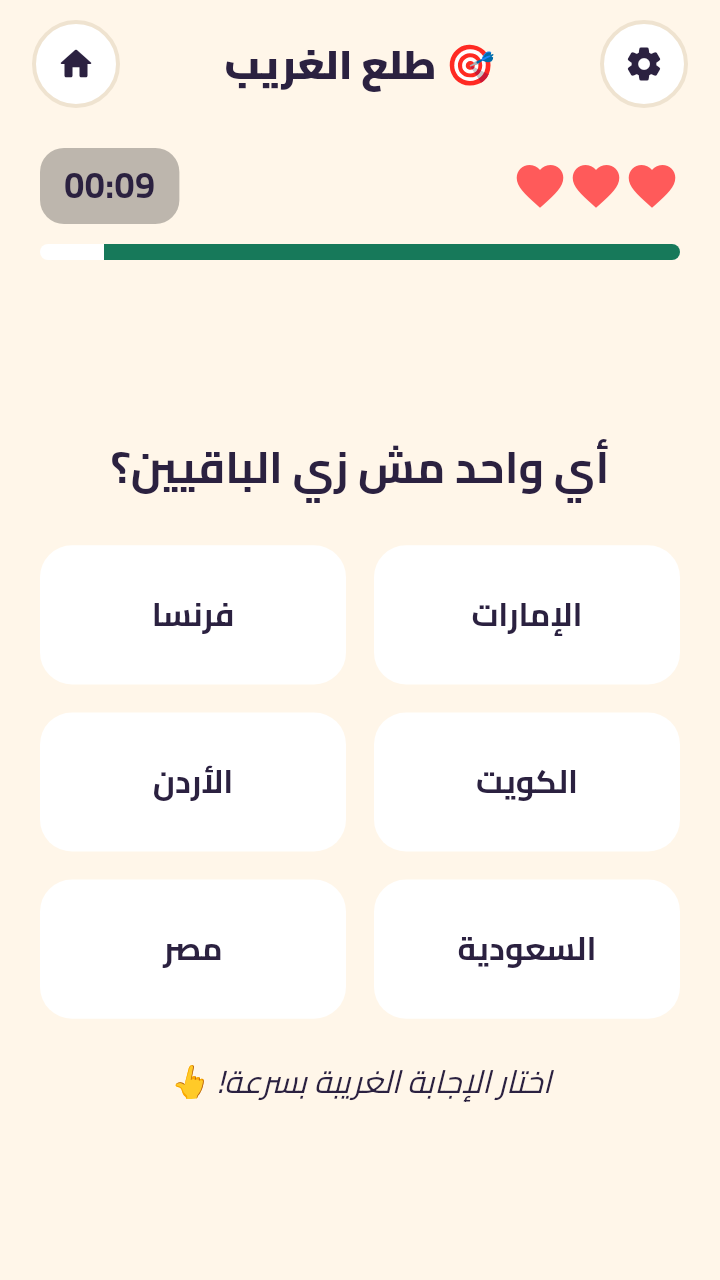 🎯 طلع الغريب
00:09
أي واحد مش زي الباقيين؟
الإمارات
فرنسا
الكويت
الأردن
السعودية
مصر
اختار الإجابة الغريبة بسرعة! 👆